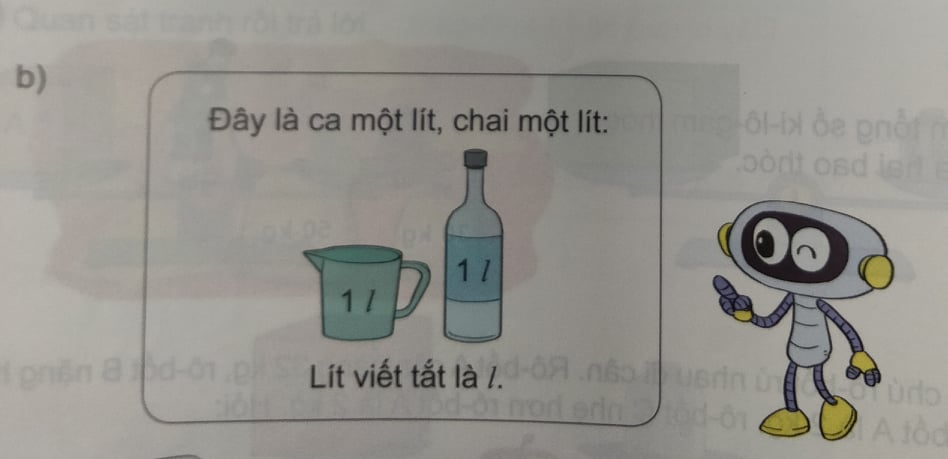 b)
Đây là ca một lít, chai một lít:
1 l
1 l
Lít viết tắt là l.